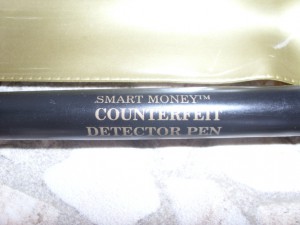 SMART MONEY™
COUNTERFEIT
DETECTOR PEN